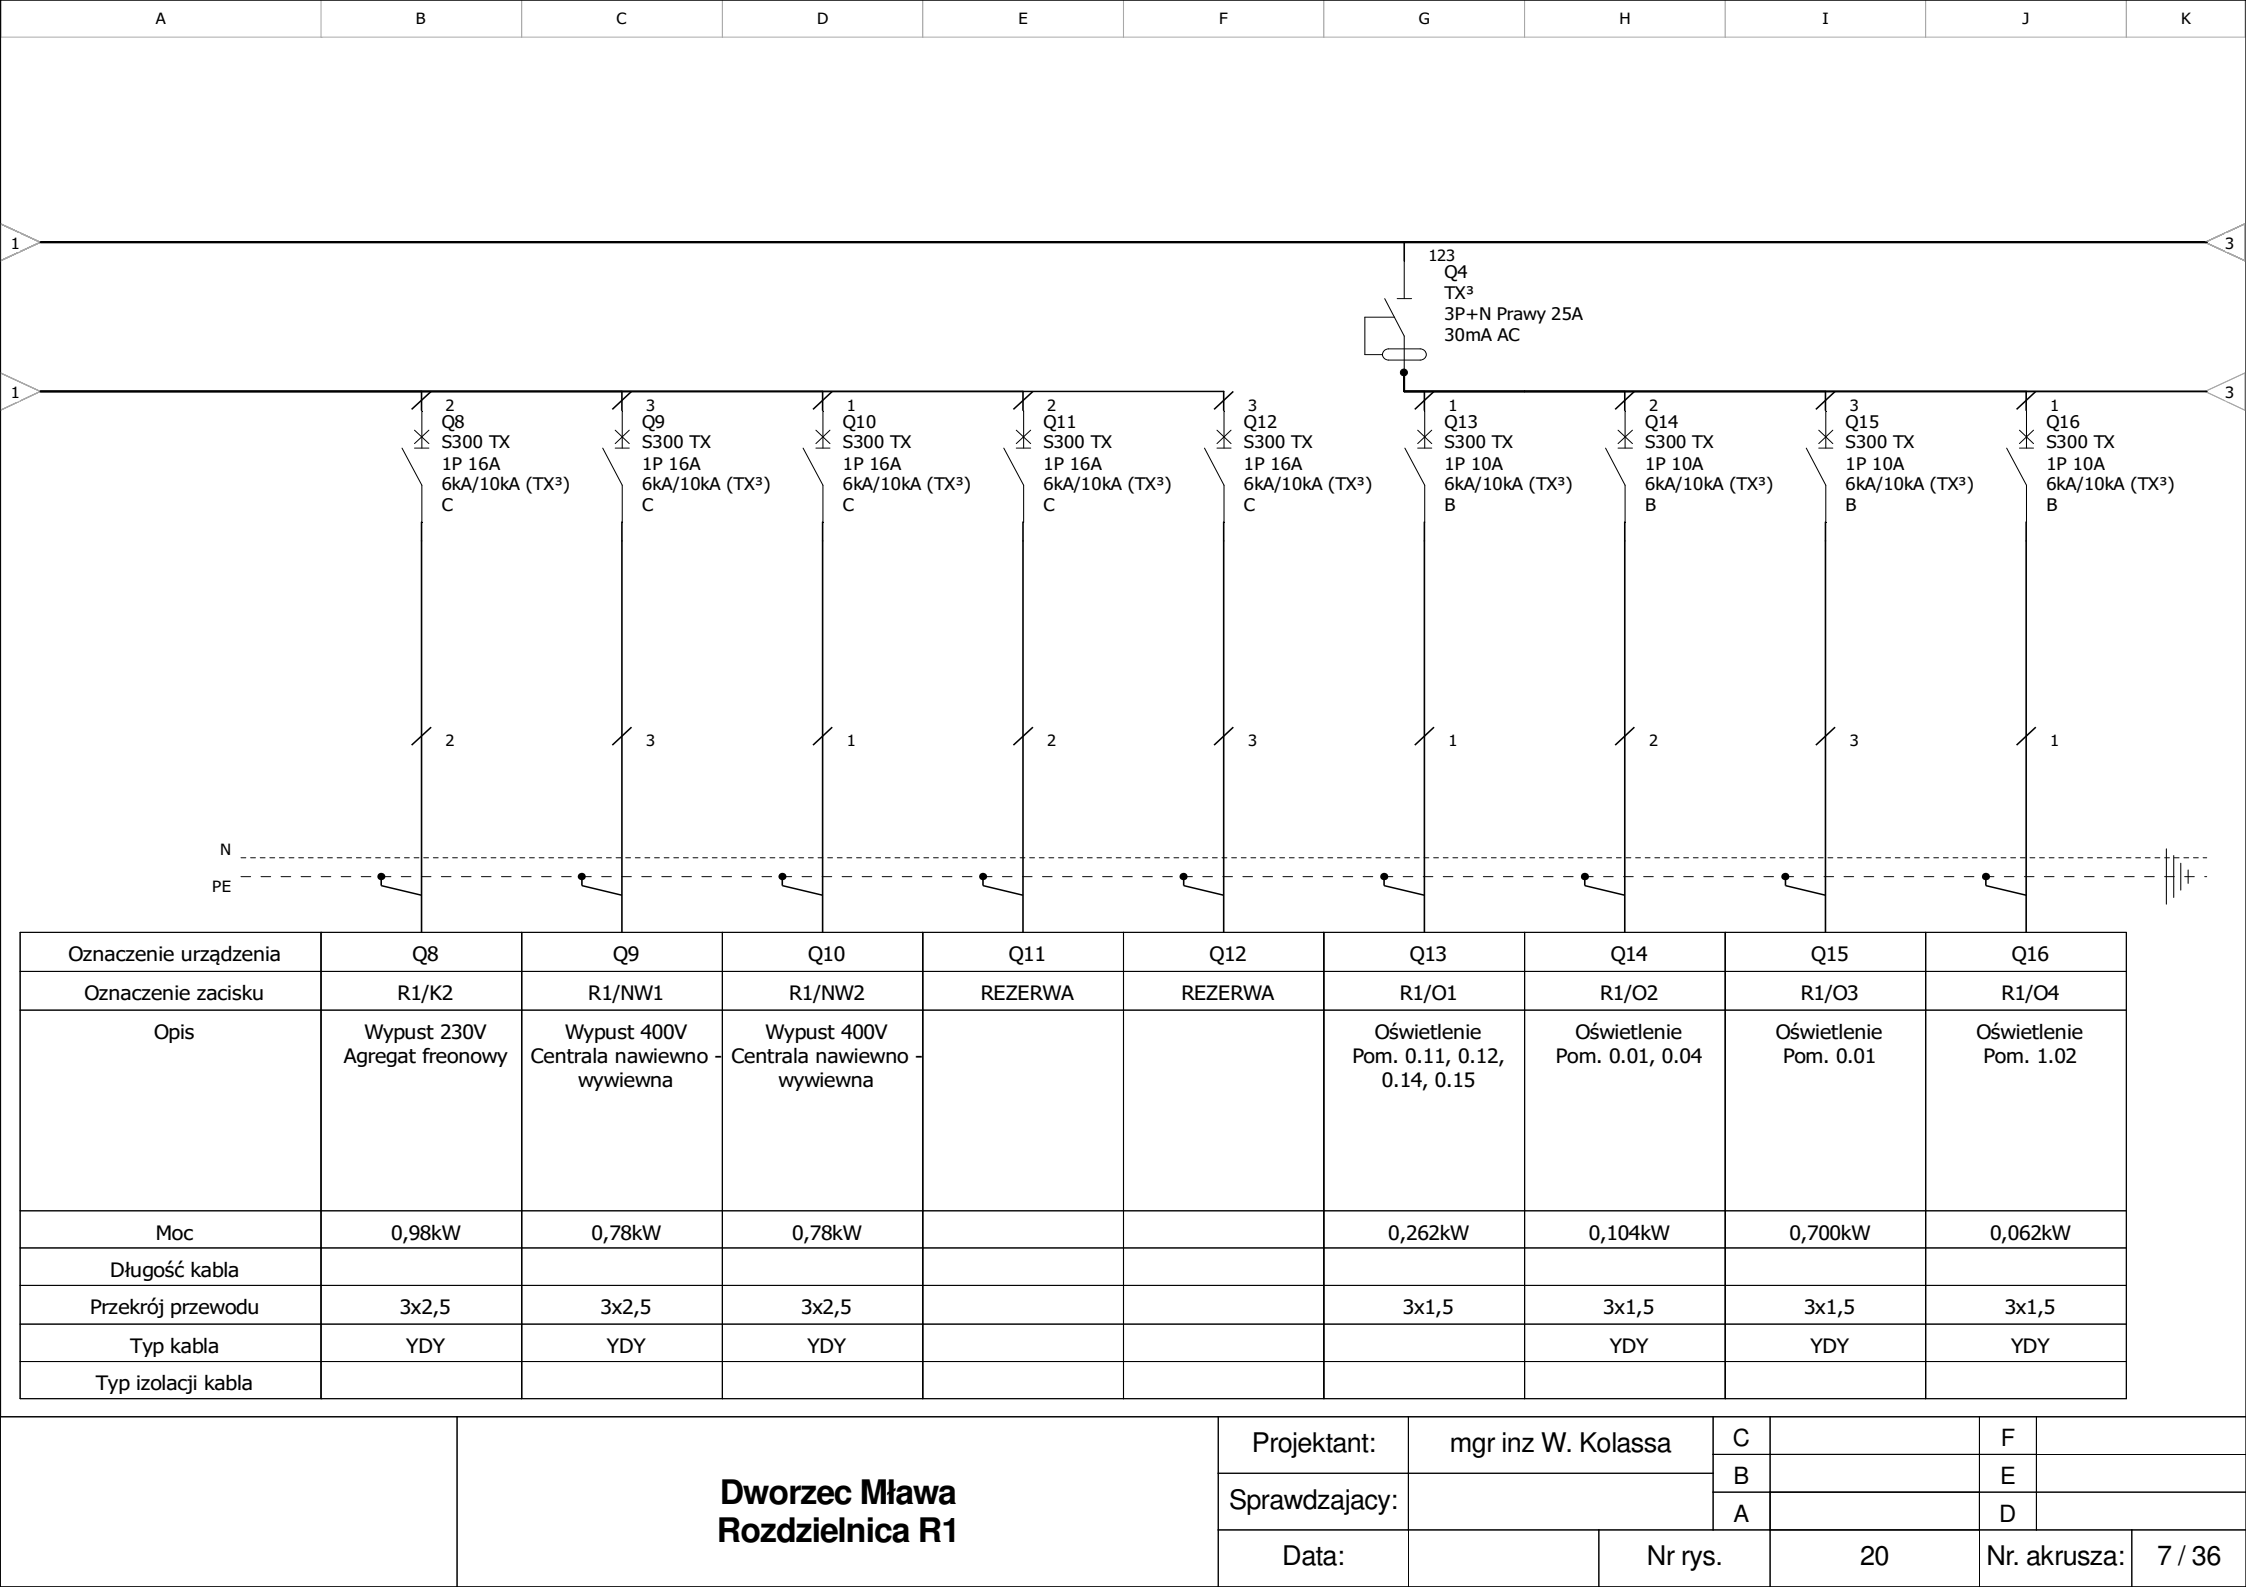 A B C D E F G H I J K
1 3
123
Q4
TX³
3P+N Prawy 25A
30mA AC
1 3
2 3 1 2 3 1 2 3 1
Q8 Q9 Q10 Q11 Q12 Q13 Q14 Q15 Q16
S300 TX S300 TX S300 TX S300 TX S300 TX S300 TX S300 TX S300 TX S300 TX
1P 16A 1P 16A 1P 16A 1P 16A 1P 16A 1P 10A 1P 10A 1P 10A 1P 10A
6kA/10kA (TX³) 6kA/10kA (TX³) 6kA/10kA (TX³) 6kA/10kA (TX³) 6kA/10kA (TX³) 6kA/10kA (TX³) 6kA/10kA (TX³) 6kA/10kA (TX³) 6kA/10kA (TX³)
C C C C C B B B B
2 3 1 2 3 1 2 3 1
N
PE
Oznaczenie urządzenia Q8 Q9 Q10 Q11 Q12 Q13 Q14 Q15 Q16
Oznaczenie zacisku R1/K2 R1/NW1 R1/NW2 REZERWA REZERWA R1/O1 R1/O2 R1/O3 R1/O4
Opis Wypust 230V Wypust 400V Wypust 400V Oświetlenie Oświetlenie Oświetlenie Oświetlenie
Agregat freonowy Centrala nawiewno - Centrala nawiewno - Pom. 0.11, 0.12, Pom. 0.01, 0.04 Pom. 0.01 Pom. 1.02
wywiewna wywiewna 0.14, 0.15
Moc 0,98kW 0,78kW 0,78kW 0,262kW 0,104kW 0,700kW 0,062kW
Długość kabla
Przekrój przewodu 3x2,5 3x2,5 3x2,5 3x1,5 3x1,5 3x1,5 3x1,5
Typ kabla YDY YDY YDY YDY YDY YDY
Typ izolacji kabla
Dworzec Mława
Rozdzielnica R1
Projektant: mgr inz W. Kolassa C F
B E
Sprawdzajacy:
A D
Data: Nr rys. 20 Nr. akrusza: 7 / 36